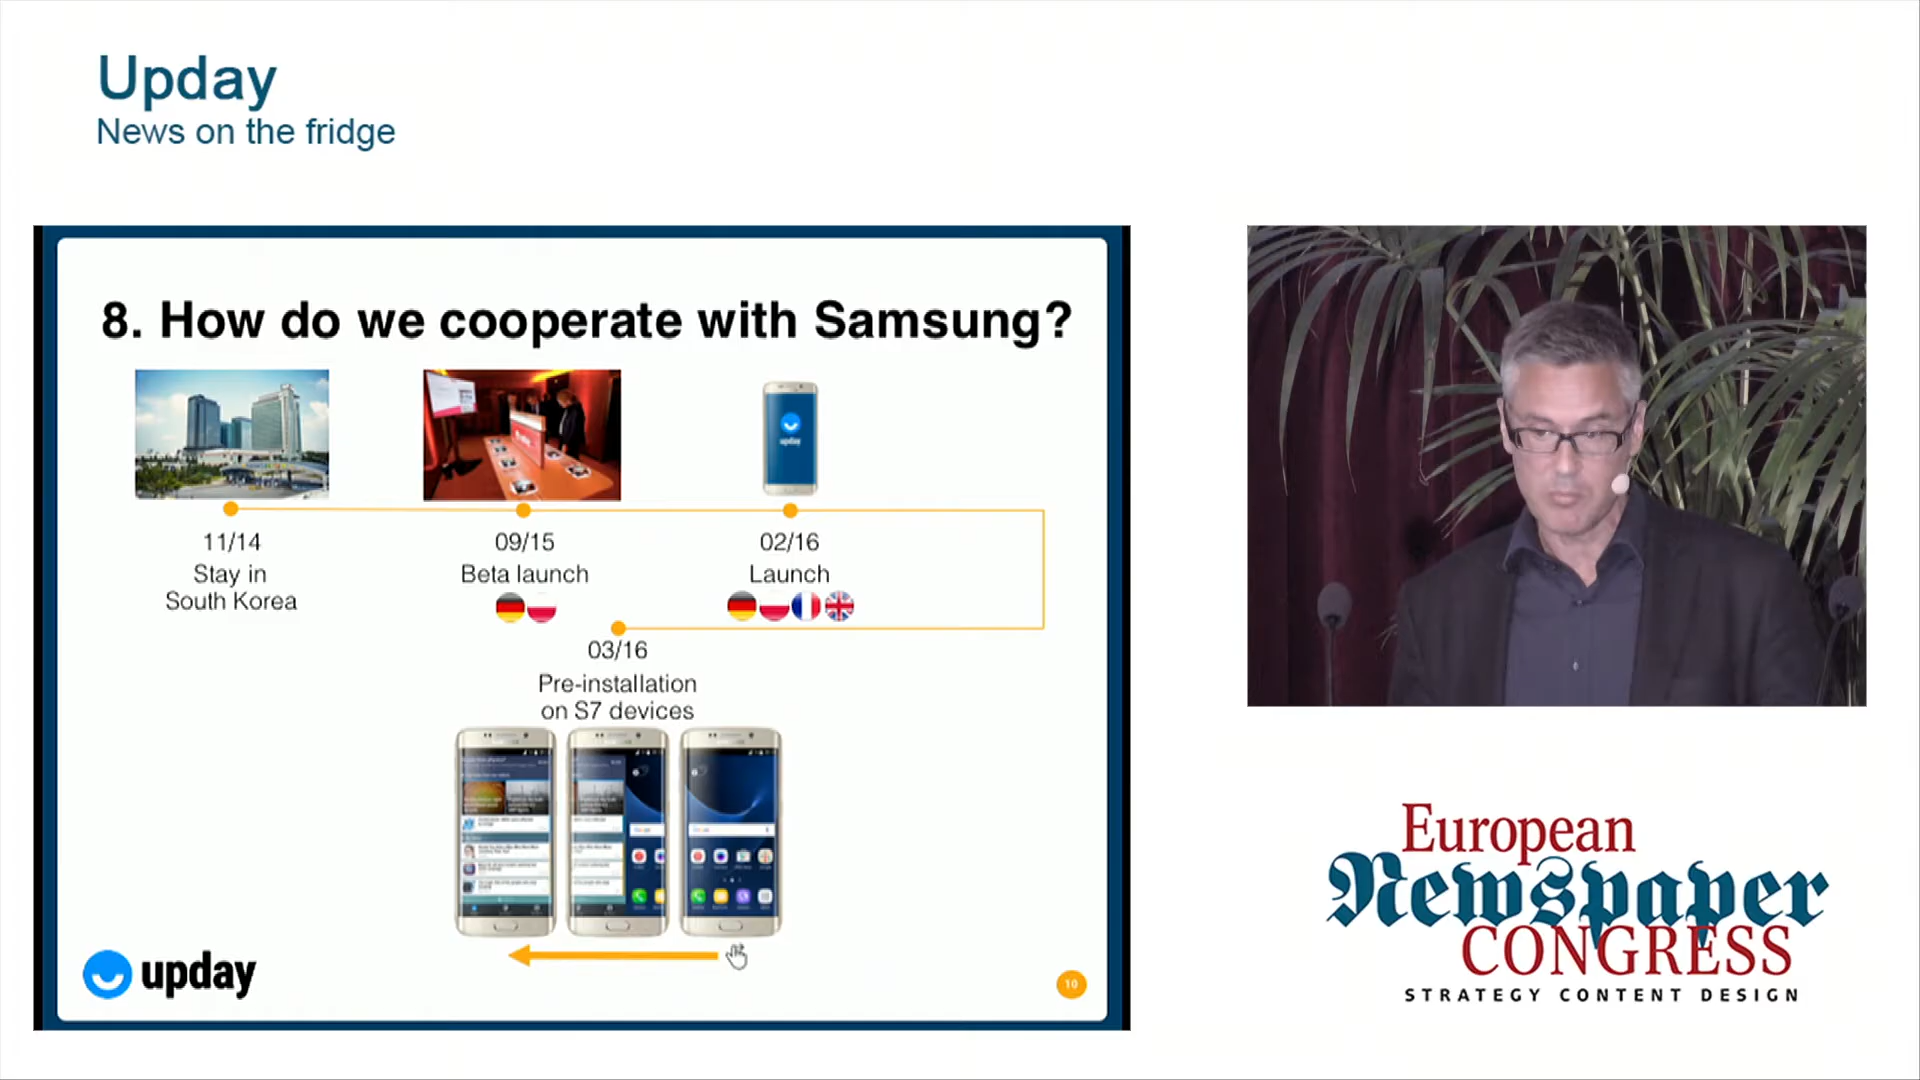 Upday
News on the fridge
8. How do we cooperate with Samsung?
upday
11/14
Stay in
South Korea
09/15
Beta launch
02/16
Launch
03/16
Pre-installation
on S7 devices
upday
10
European
Newspaper
CONGRESS
STRATEGY CONTENT DESIGN